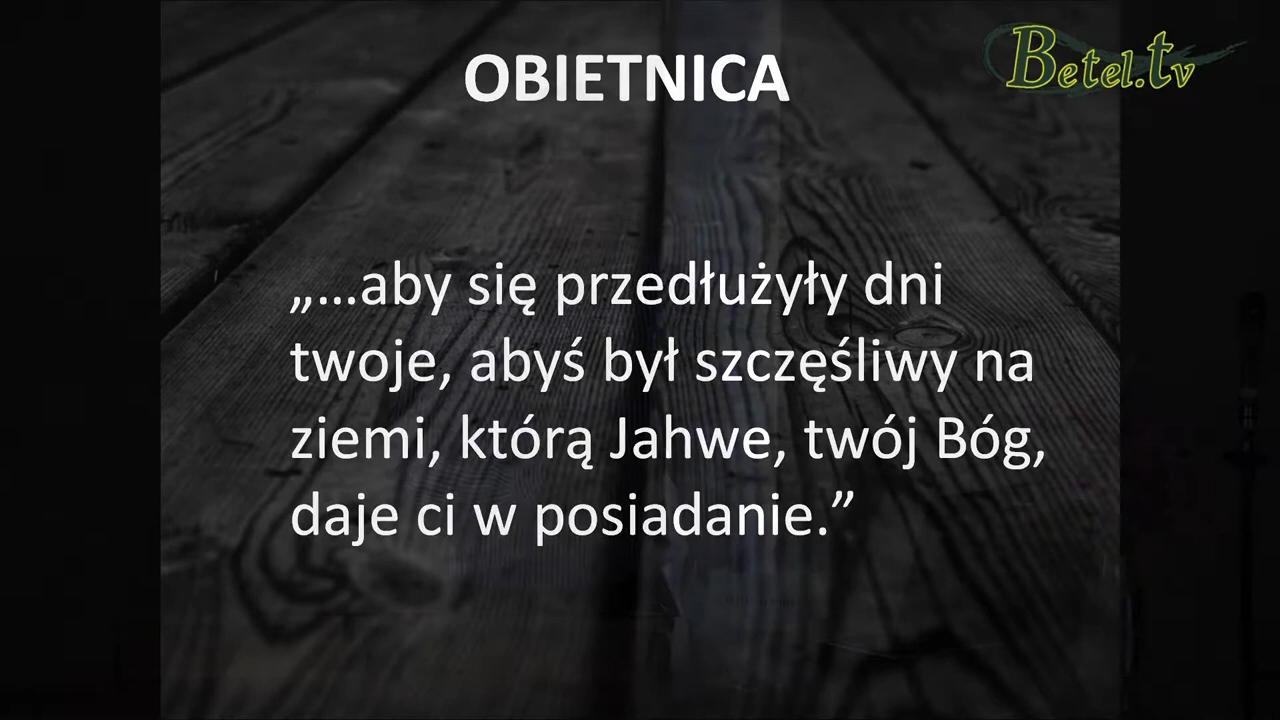 OBIETNICA
Betel.tv
„...aby się przedłużyły dni
twoje, abyś był szczęśliwy na
ziemi, którą Jahwe, twój Bóg,
daje ci w posiadanie.”